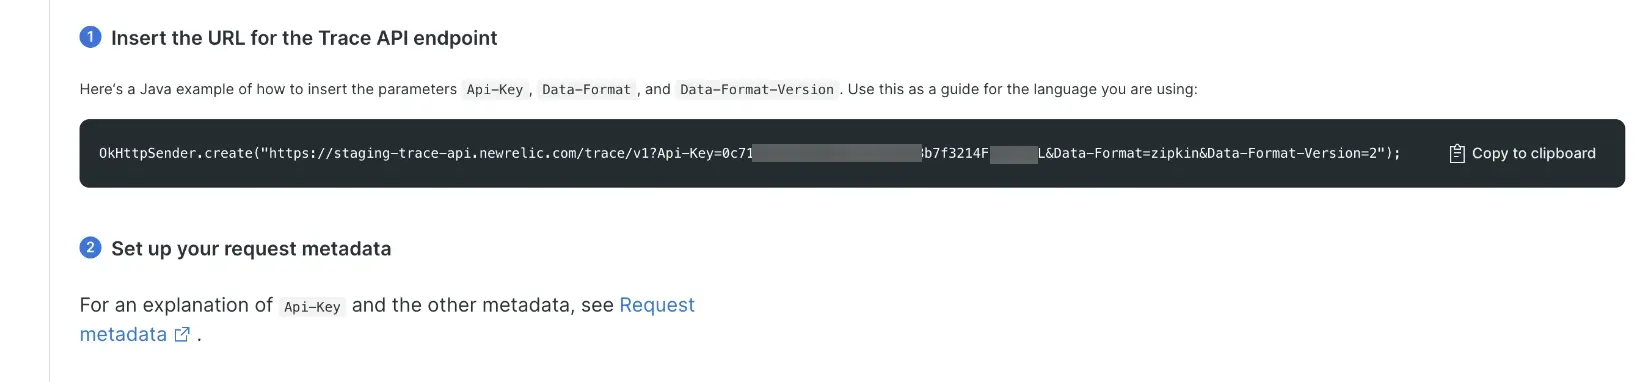 1 Insert the URL for the Trace API endpoint
Here's a Java example of how to insert the parameters Api-Key, Data-Format, and Data-Format-Version. Use this as a guide for the language you are using:
OkHttpSender.create("https://staging-trace-api.newrelic.com/trace/v1?Api-Key=0c71 b7f3214F L&Data-Format=zipkin&Data-Format-Version=2"); Copy to clipboard
2 Set up your request metadata
For an explanation of Api-Key and the other metadata, see Request
metadata .